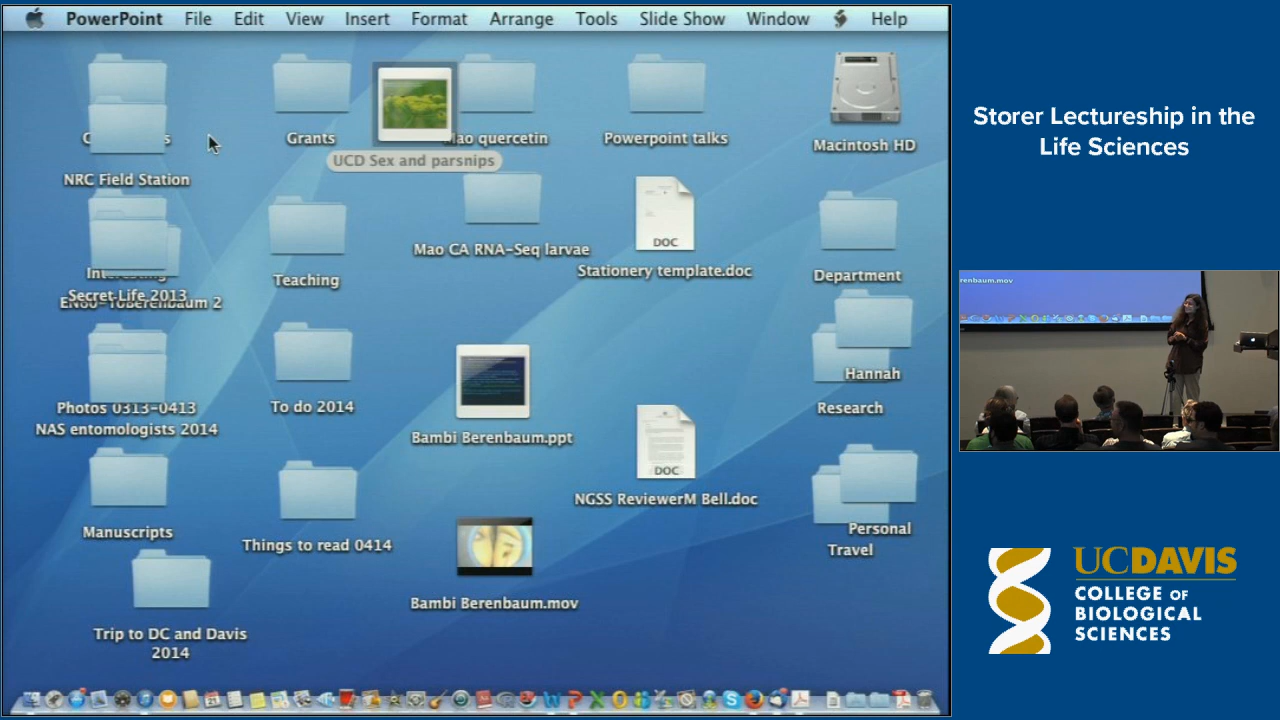 PowerPoint File Edit View Insert Format Arrange Tools Slide Show Window Help
Grants
Mao quercetin
Powerpoint talks
Macintosh HD
UCD Sex and parsnips
NRC Field Station
Mao CA RNA-Seq larvae
DOC
Stationery template.doc
Department
Teaching
Secret Life 2013
Berenbaum 2
Hannah
Photos 0313-0413
To do 2014
Research
NAS entomologists 2014
Bambi Berenbaum.ppt
DOC
NGSS ReviewerM Bell.doc
Manuscripts
Things to read 0414
Personal
Travel
Bambi Berenbaum.mov
Trip to DC and Davis
2014
Storer Lectureship in the
Life Sciences
renbaum.mov
UCDAVIS
COLLEGE OF
BIOLOGICAL
SCIENCES